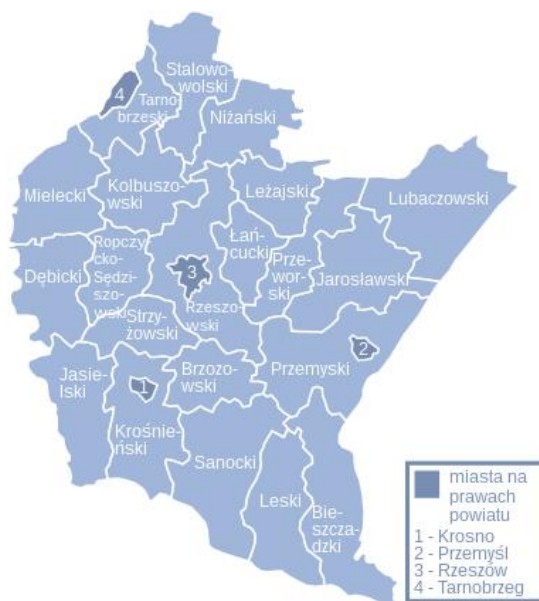 Stalowo-
wolski
4
Tarno-
brzeski
Niżański
Mielecki
Kolbuszo-
wski
Leżajski
Lubaczowski
Dębicki
Ropczy-
cko-
Sędzi-
szo-
wski
3
Rzeszo-
wski
Łań-
cucki
Prze-
wor-
ski
Jarosławski
Strzy-
żowski
Jasie-
lski
1
Krośnie-
ński
Brzozo-
wski
Przemyski
2
Sanocki
Leski
Bie-
szcza-
dzki
miasta na
prawach
powiatu
1 - Krosno
2 - Przemyśl
3 - Rzeszów
4 - Tarnobrzeg